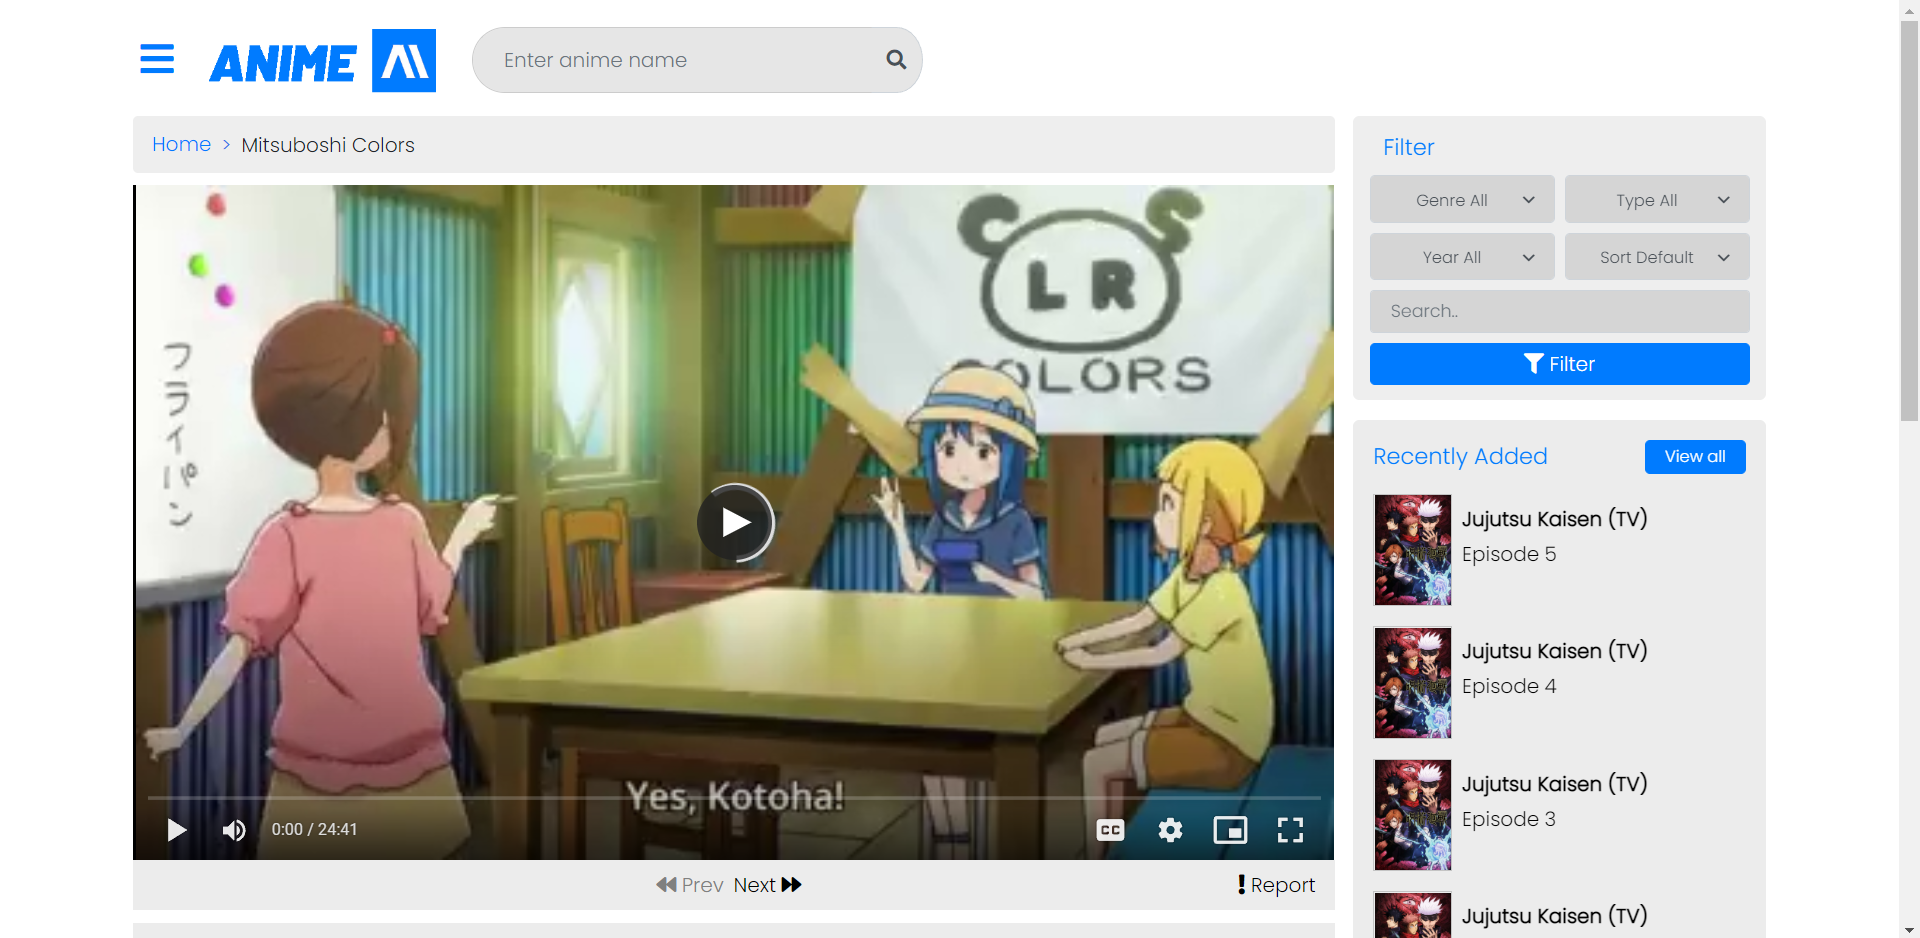 ANIME
Enter anime name
Home > Mitsuboshi Colors
フライパン
LR
COLORS
Yes, Kotoha!
0:00 / 24:41
CC
Prev Next
Report
Filter
Genre All
Type All
Year All
Sort Default
Search..
Filter
Recently Added
View all
Jujutsu Kaisen (TV)
Episode 5
Jujutsu Kaisen (TV)
Episode 4
Jujutsu Kaisen (TV)
Episode 3
Jujutsu Kaisen (TV)